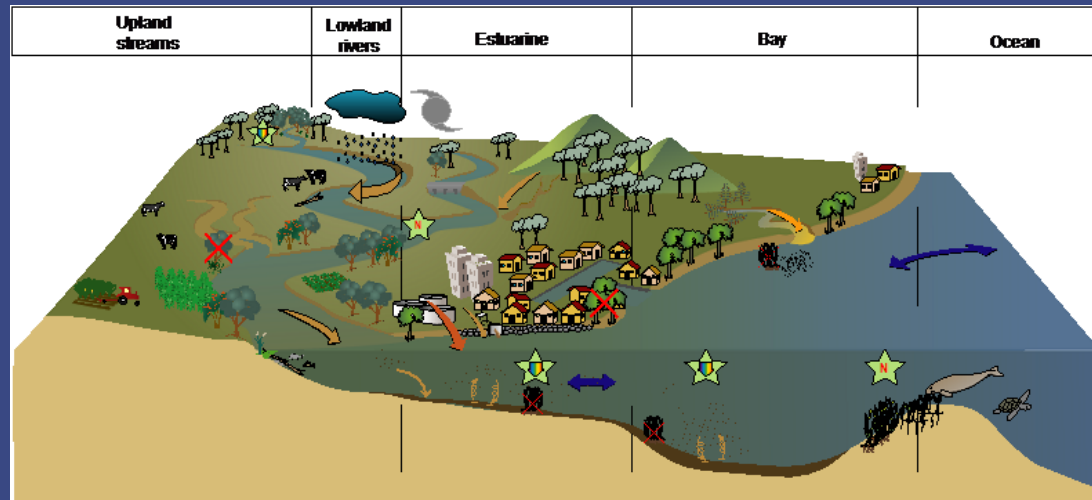 Upland
streams
Lowland
rivers
Estuarine
Bay
Ocean
N
N